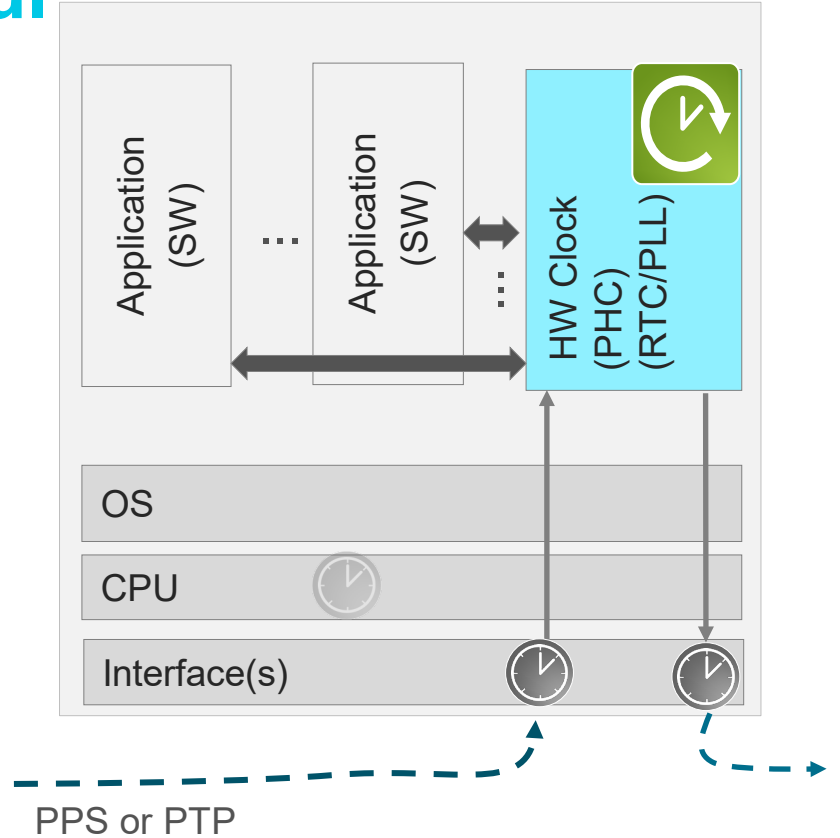 Application
(SW)
...
Application
(SW)
...
HW Clock
(PHC)
(RTC/PLL)
OS
CPU
Interface(s)
PPS or PTP